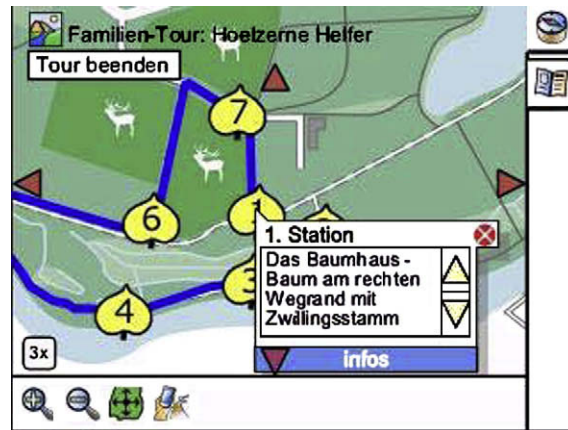 Familien-Tour: Hoelzerne Helfer
Tour beenden
7
6
1
1. Station
Das Baumhaus -
Baum am rechten
Wegrand mit
Zwillingsstamm
3
4
3x
infos